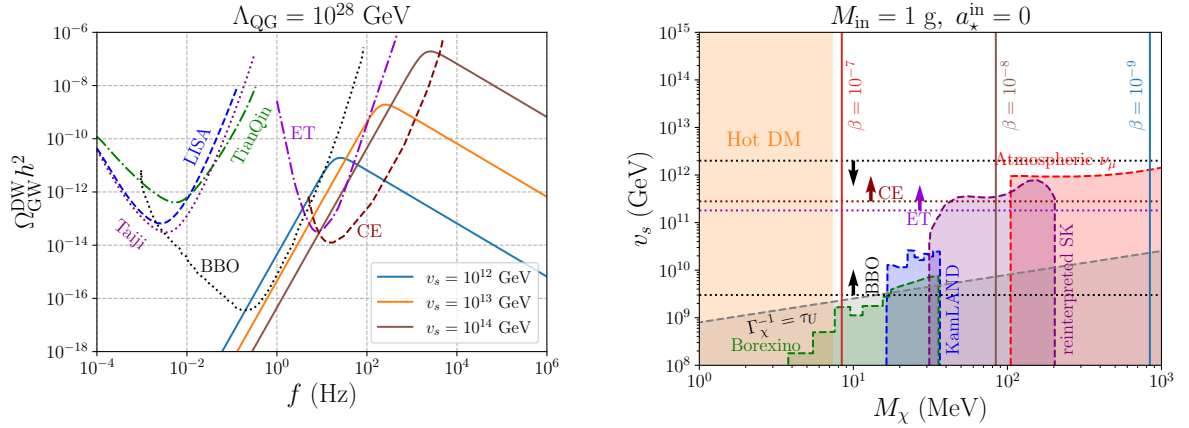 Λ_QG = 10^28 GeV
Ω_GW^DW h^2
10^−6
10^−8
10^−10
10^−12
10^−14
10^−16
10^−18
LISA
TianQin
Taiji
BBO
ET
CE
v_s = 10^12 GeV
v_s = 10^13 GeV
v_s = 10^14 GeV
10^−4
10^−2
10^0
10^2
10^4
10^6
f (Hz)
M_in = 1 g, a_⋆^in = 0
v_s (GeV)
10^15
10^14
10^13
10^12
10^11
10^10
10^9
10^8
Hot DM
β = 10^−7
β = 10^−8
β = 10^−9
Atmospheric ν_μ
CE
ET
BBO
Γ_χ^−1 = τ_U
Borexino
KamLAND
reinterpreted SK
10^0
10^1
10^2
10^3
M_χ (MeV)